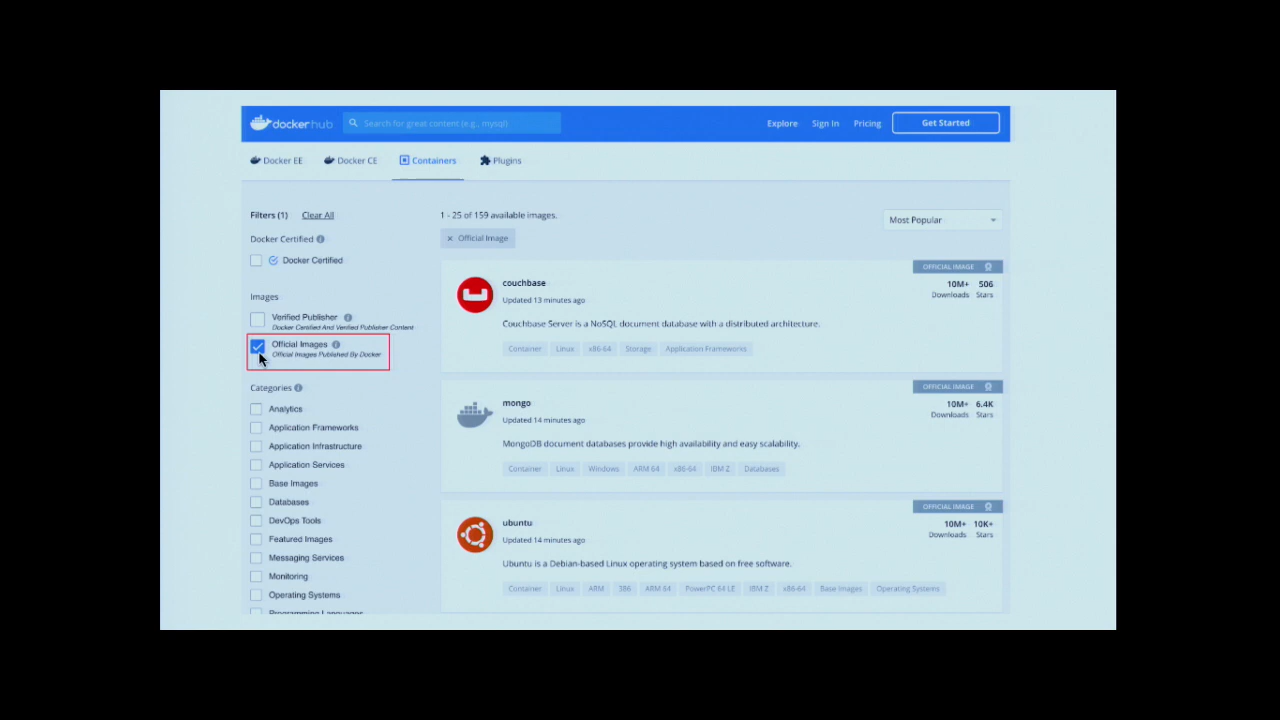 dockerhub
Search for great content (e.g., mysql)
Explore
Sign In
Pricing
Get Started
Docker EE
Docker CE
Containers
Plugins
Filters (1)
Clear All
Docker Certified
Docker Certified
Images
Verified Publisher
Docker Certified And Verified Publisher Content
Official Images
Official Images Published By Docker
Categories
Analytics
Application Frameworks
Application Infrastructure
Application Services
Base Images
Databases
DevOps Tools
Featured Images
Messaging Services
Monitoring
Operating Systems
Programming Languages
1 - 25 of 159 available images.
Most Popular
× Official Image
OFFICIAL IMAGE
couchbase
10M+ 506
Updated 13 minutes ago
Downloads Stars
Couchbase Server is a NoSQL document database with a distributed architecture.
Container Linux x86-64 Storage Application Frameworks
OFFICIAL IMAGE
mongo
10M+ 6.4K
Updated 14 minutes ago
Downloads Stars
MongoDB document databases provide high availability and easy scalability.
Container Linux Windows ARM 64 x86-64 IBM Z Databases
OFFICIAL IMAGE
ubuntu
10M+ 10K+
Updated 14 minutes ago
Downloads Stars
Ubuntu is a Debian-based Linux operating system based on free software.
Container Linux ARM 386 ARM 64 PowerPC 64 LE IBM Z x86-64 Base Images Operating Systems